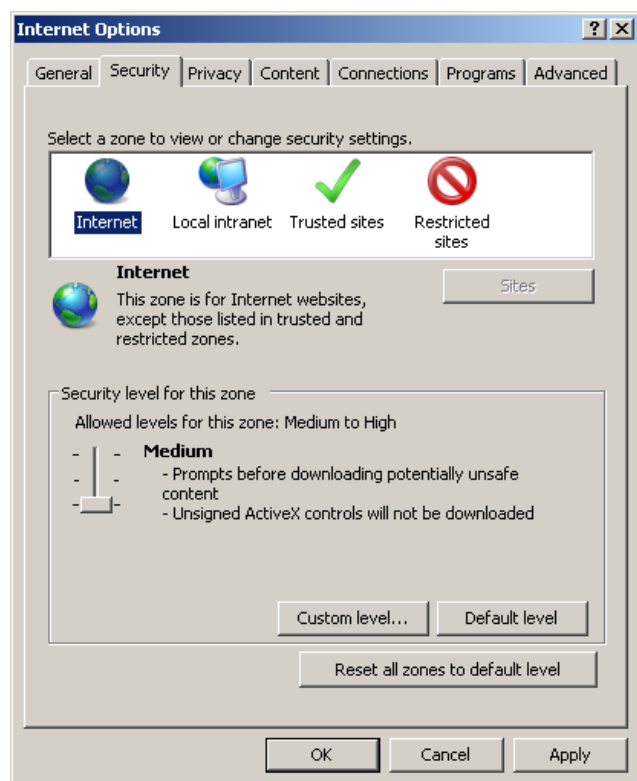 Internet Options
General Security Privacy Content Connections Programs Advanced
Select a zone to view or change security settings.
Internet Local intranet Trusted sites Restricted
sites
Internet
Sites
This zone is for Internet websites,
except those listed in trusted and
restricted zones.
Security level for this zone
Allowed levels for this zone: Medium to High
Medium
- Prompts before downloading potentially unsafe
content
- Unsigned ActiveX controls will not be downloaded
Custom level... Default level
Reset all zones to default level
OK Cancel Apply